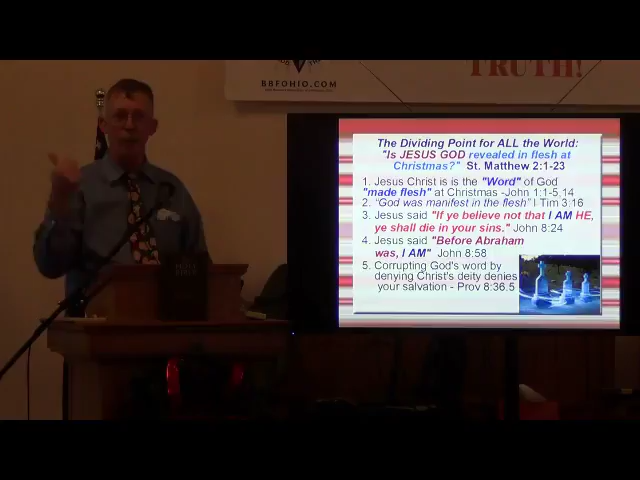 BBFOHIO.COM
TRUTH!
The Dividing Point for ALL the World:
"Is JESUS GOD revealed in flesh at
Christmas?" St. Matthew 2:1-23
1. Jesus Christ is is the "Word" of God
"made flesh" at Christmas -John 1:1-5,14
2. "God was manifest in the flesh" I Tim 3:16
3. Jesus said "If ye believe not that I AM HE,
ye shall die in your sins." John 8:24
4. Jesus said "Before Abraham
was, I AM" John 8:58
5. Corrupting God's word by
denying Christ's deity denies
your salvation - Prov 8:36.5
HOLY BIBLE